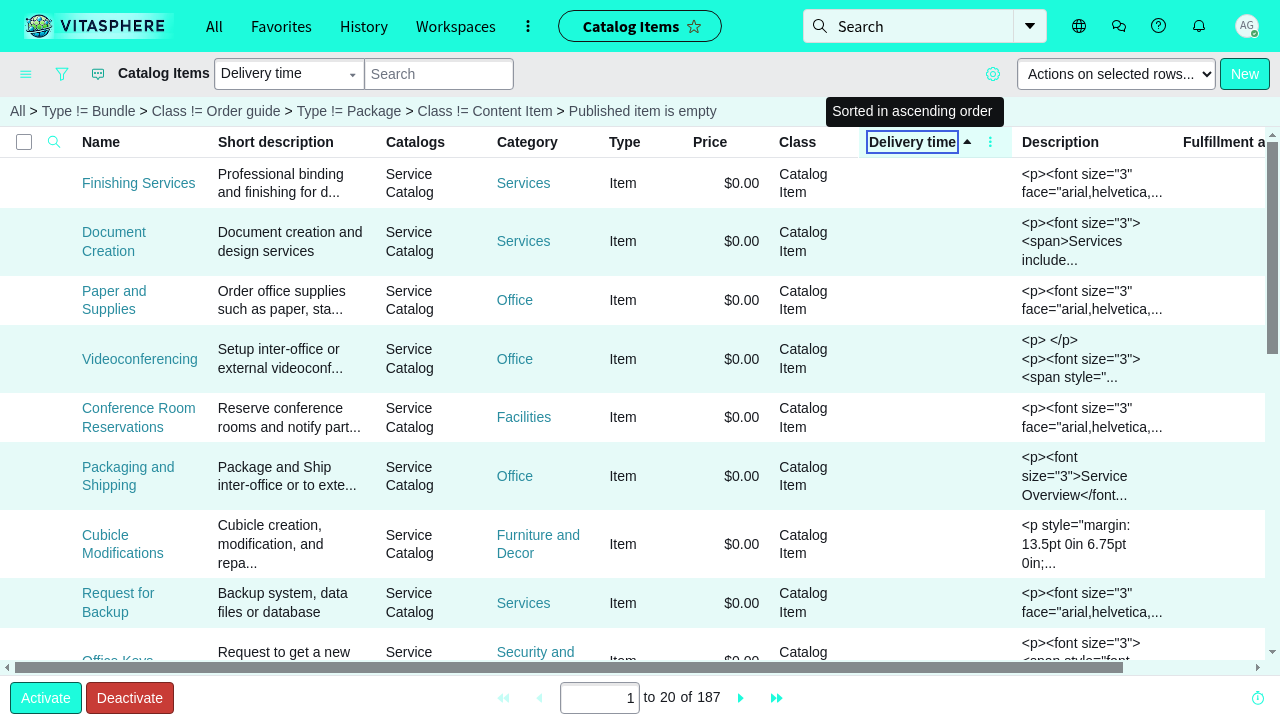 VITASPHERE All Favorites History Workspaces Catalog Items Search AG
Catalog Items Delivery time Search Actions on selected rows... New
All > Type != Bundle > Class != Order guide > Type != Package > Class != Content Item > Published item is empty
Sorted in ascending order
Name Short description Catalogs Category Type Price Class Delivery time Description Fulfillment a
Finishing Services Professional binding and finishing for d... Service Catalog Services Item $0.00 Catalog Item <p><font size="3" face="arial,helvetica,...
Document Creation Document creation and design services Service Catalog Services Item $0.00 Catalog Item <p><font size="3"><span>Services include...
Paper and Supplies Order office supplies such as paper, sta... Service Catalog Office Item $0.00 Catalog Item <p><font size="3" face="arial,helvetica,...
Videoconferencing Setup inter-office or external videoconf... Service Catalog Office Item $0.00 Catalog Item <p> </p> <p><font size="3"><span style="...
Conference Room Reservations Reserve conference rooms and notify part... Service Catalog Facilities Item $0.00 Catalog Item <p><font size="3" face="arial,helvetica,...
Packaging and Shipping Package and Ship inter-office or to exte... Service Catalog Office Item $0.00 Catalog Item <p><font size="3">Service Overview</font...
Cubicle Modifications Cubicle creation, modification, and repa... Service Catalog Furniture and Decor Item $0.00 Catalog Item <p style="margin: 13.5pt 0in 6.75pt 0in;...
Request for Backup Backup system, data files or database Service Catalog Services Item $0.00 Catalog Item <p><font size="3" face="arial,helvetica,...
Office Keys Request to get a new Service Security and Item $0.00 Catalog <p><font size="3"> <span style="font
Activate Deactivate 1 to 20 of 187